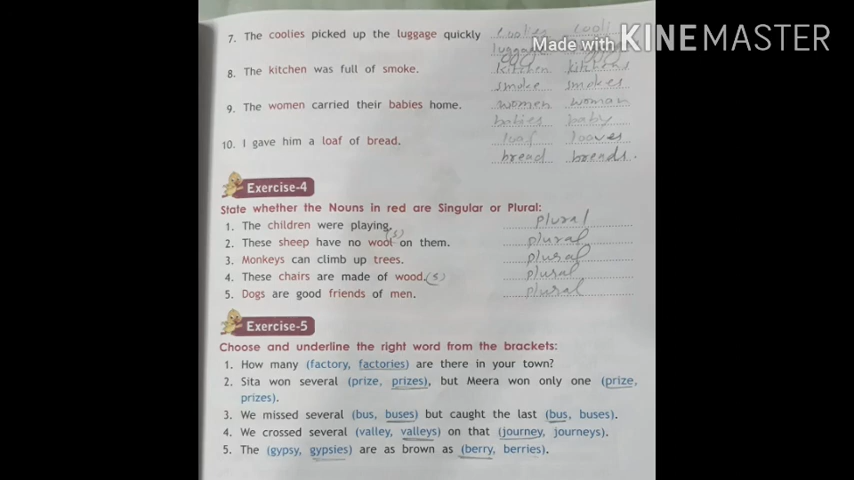 7. The coolies picked up the luggage quickly coolies cooli
luggage
8. The kitchen was full of smoke. kitchen kitchens
smoke smokes
9. The women carried their babies home. women woman
babies baby
10. I gave him a loaf of bread. loaf loaves
bread breads.
Made with KINEMASTER
Exercise-4
State whether the Nouns in red are Singular or Plural:
1. The children were playing. plural
2. These sheep have no wool (s) on them. plural
3. Monkeys can climb up trees. plural
4. These chairs are made of wood. (s) plural
5. Dogs are good friends of men. plural
Exercise-5
Choose and underline the right word from the brackets:
1. How many (factory, factories) are there in your town?
2. Sita won several (prize, prizes), but Meera won only one (prize,
prizes).
3. We missed several (bus, buses) but caught the last (bus, buses).
4. We crossed several (valley, valleys) on that (journey, journeys).
5. The (gypsy, gypsies) are as brown as (berry, berries).